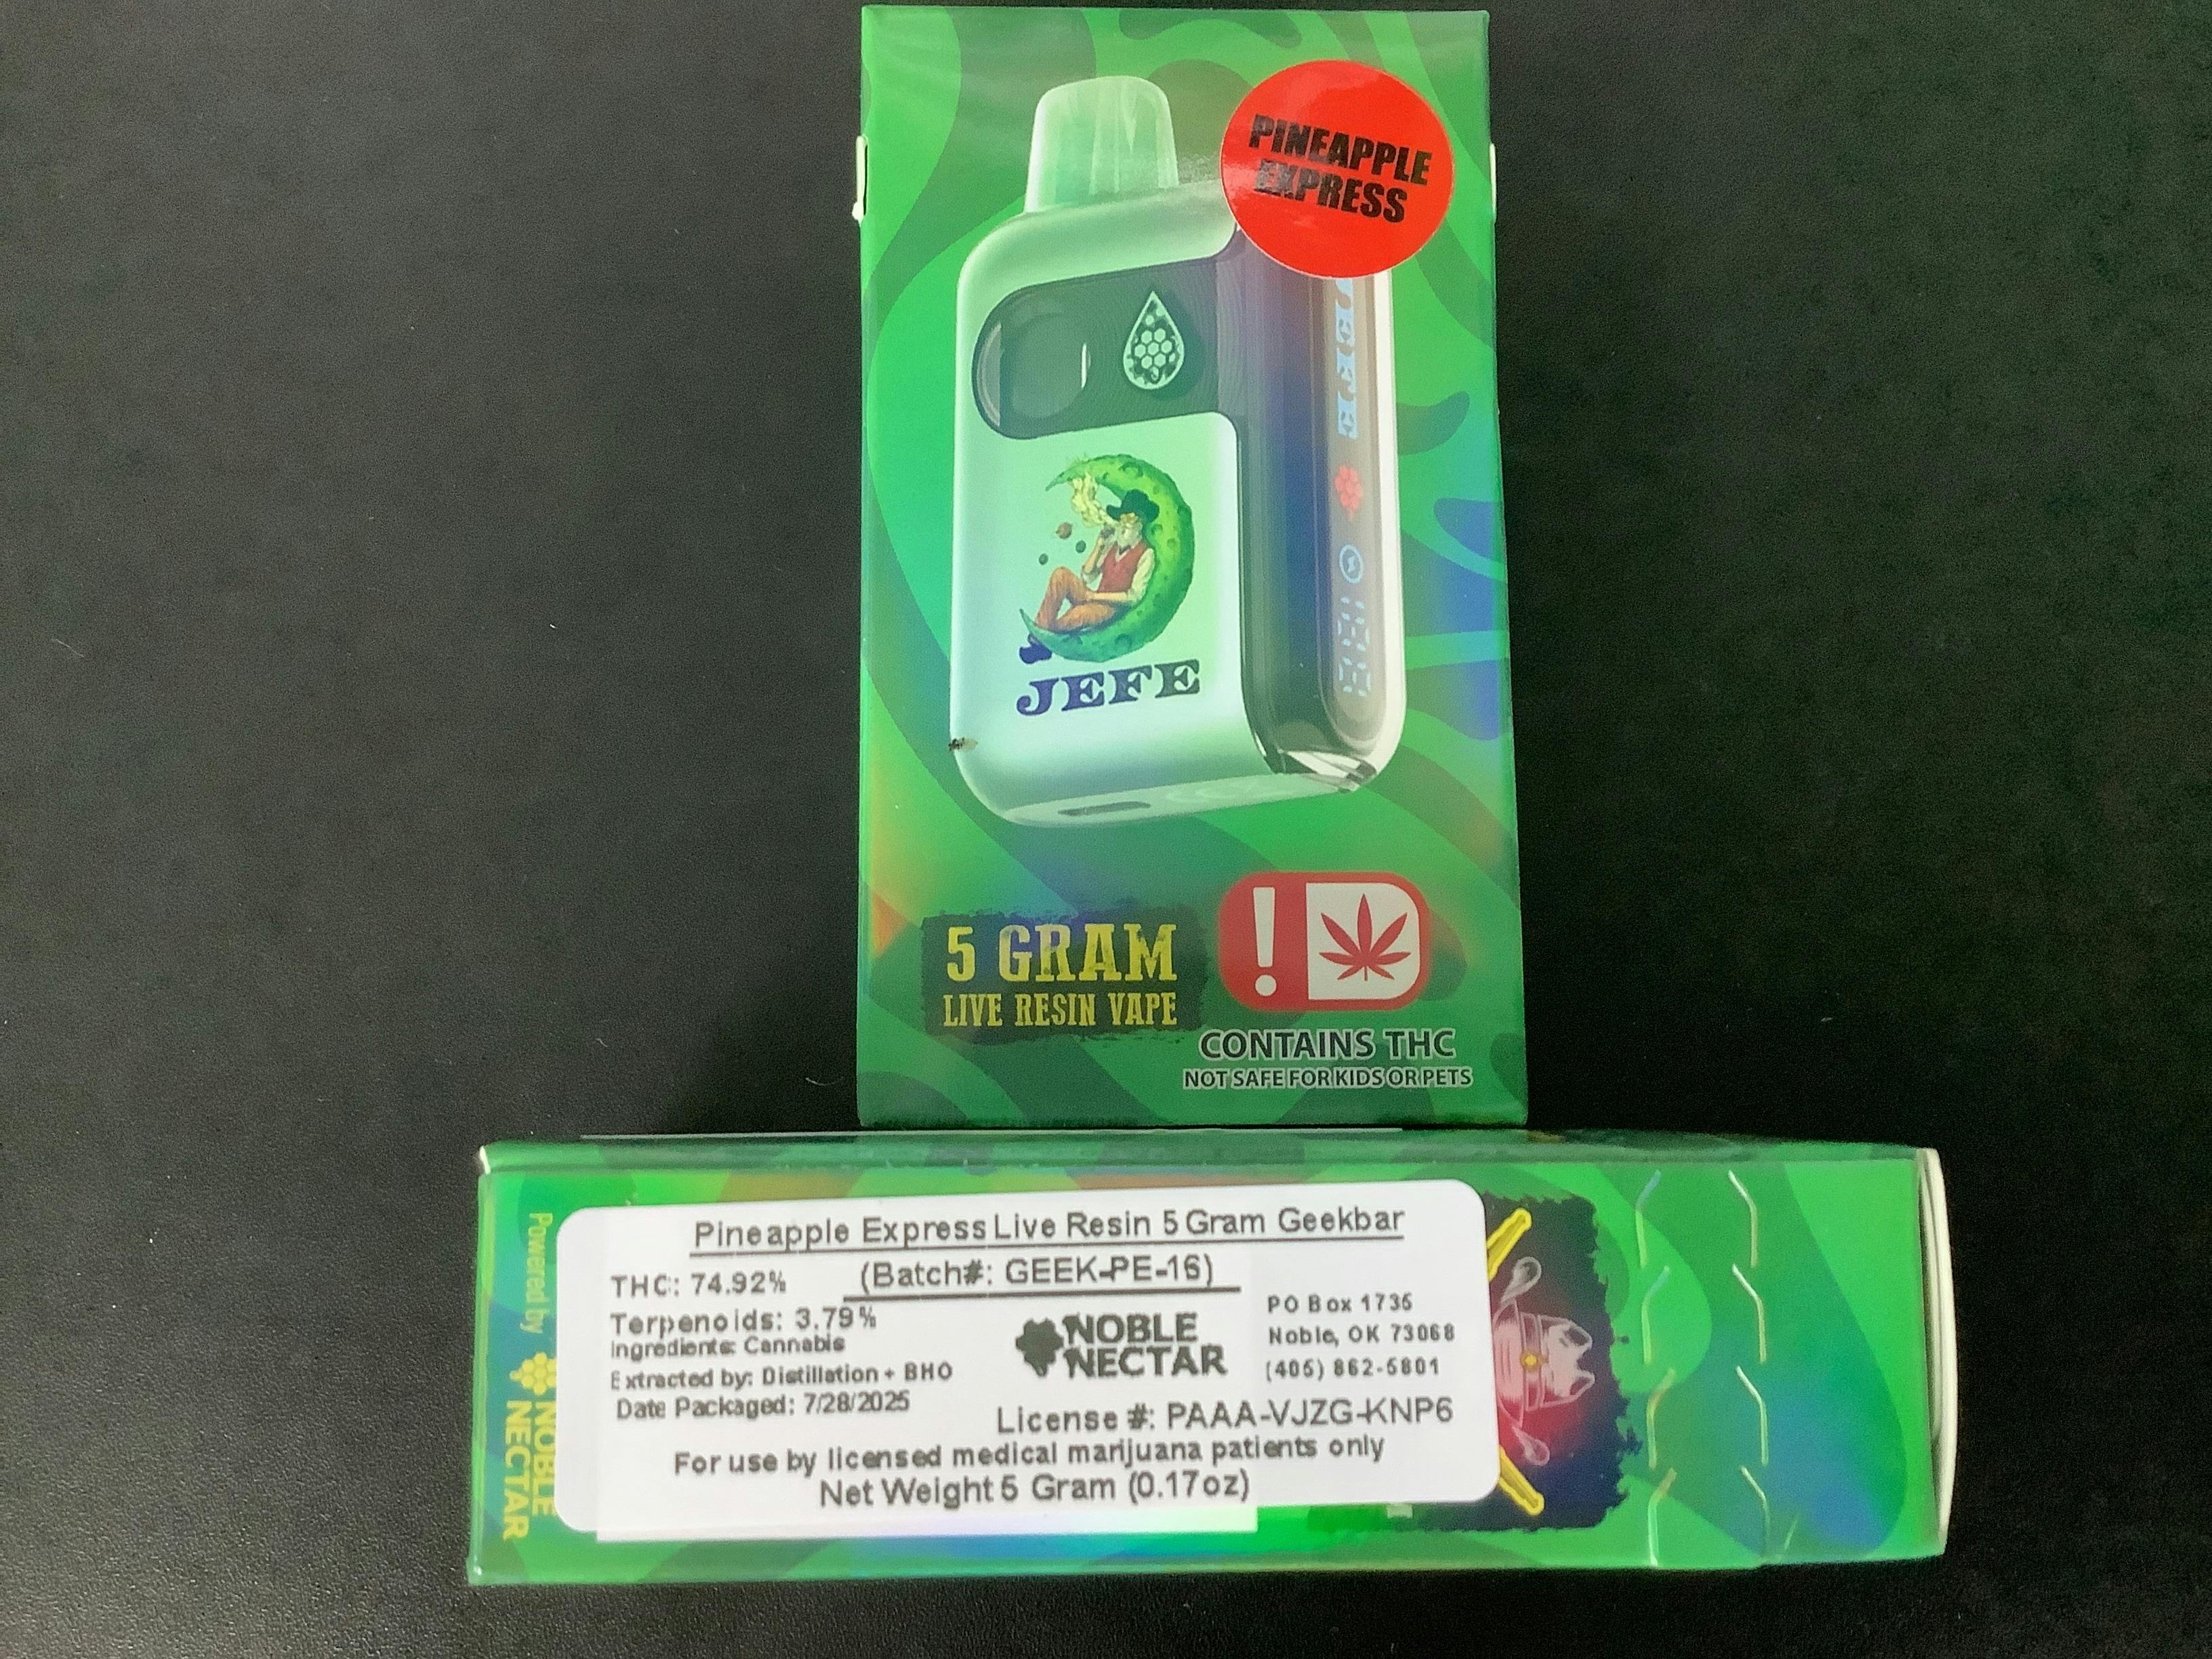 PINEAPPLE
EXPRESS
JEFE
5 GRAM
LIVE RESIN VAPE
CONTAINS THC
NOT SAFE FOR KIDS OR PETS
Powered by
NOBLE
NECTAR
Pineapple Express Live Resin 5 Gram Geekbar
(Batch#: GEEK-PE-16)
THC: 74.92%
Terpenoids: 3.79%
Ingredients: Cannabis
Extracted by: Distillation + BHO
Date Packaged: 7/28/2025
NOBLE
NECTAR
PO Box 1735
Noble, OK 73068
(405) 862-5801
License #: PAAA-VJZG-KNP6
For use by licensed medical marijuana patients only
Net Weight 5 Gram (0.17oz)